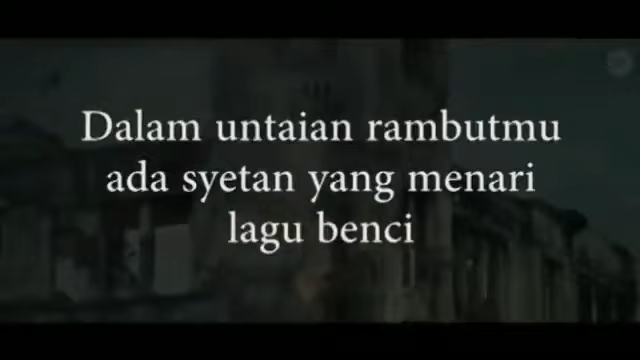 Dalam untaian rambutmu
ada syetan yang menari
lagu benci